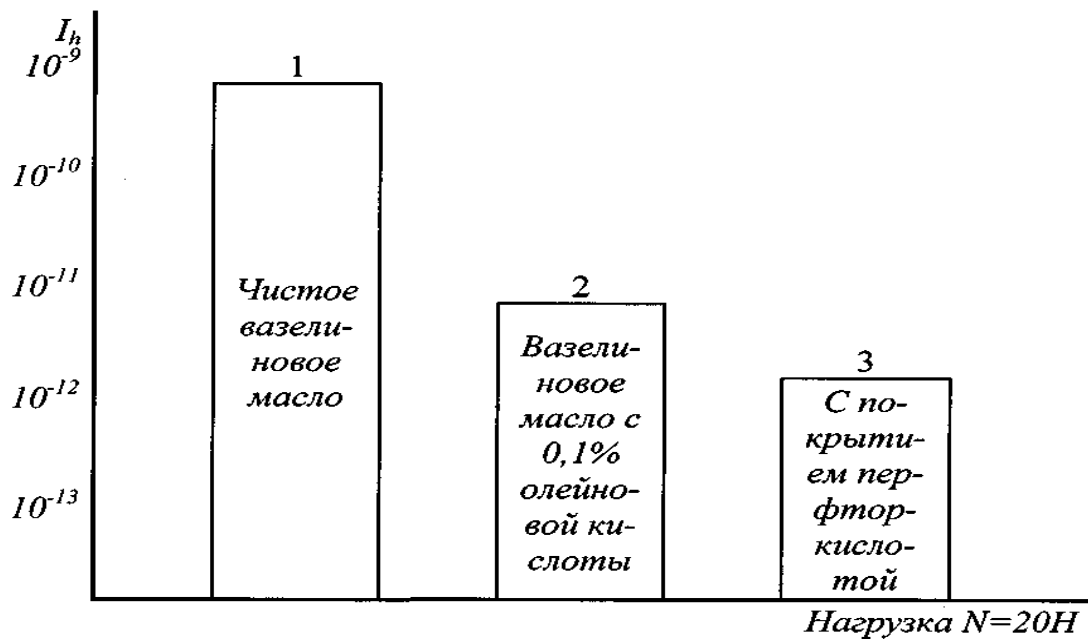 I_h
10^-9
10^-10
10^-11
10^-12
10^-13
1
Чистое
вазели-
новое
масло
2
Вазели-
новое
масло с
0,1%
олейно-
вой ки-
слоты
3
С по-
крыти-
ем пер-
фтор-
кисло-
той
Нагрузка N=20Н